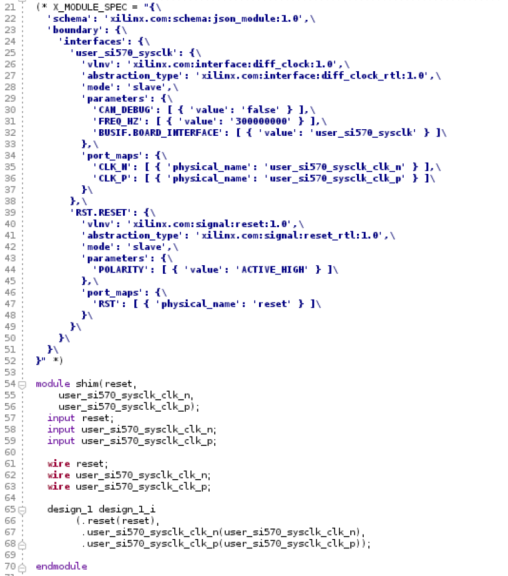 21 (* X_MODULE_SPEC = "{\
22 'schema': 'xilinx.com:schema:json_module:1.0',\
23 'boundary': {\
24 'interfaces': {\
25 'user_si570_sysclk': {\
26 'vlnv': 'xilinx.com:interface:diff_clock:1.0',\
27 'abstraction_type': 'xilinx.com:interface:diff_clock_rtl:1.0',\
28 'mode': 'slave',\
29 'parameters': {\
30 'CAN_DEBUG': [ { 'value': 'false' } ],\
31 'FREQ_HZ': [ { 'value': '300000000' } ],\
32 'BUSIF.BOARD_INTERFACE': [ { 'value': 'user_si570_sysclk' } ]\
33 },\
34 'port_maps': {\
35 'CLK_N': [ { 'physical_name': 'user_si570_sysclk_clk_n' } ],\
36 'CLK_P': [ { 'physical_name': 'user_si570_sysclk_clk_p' } ]\
37 }\
38 },\
39 'RST.RESET': {\
40 'vlnv': 'xilinx.com:signal:reset:1.0',\
41 'abstraction_type': 'xilinx.com:signal:reset_rtl:1.0',\
42 'mode': 'slave',\
43 'parameters': {\
44 'POLARITY': [ { 'value': 'ACTIVE_HIGH' } ]\
45 },\
46 'port_maps': {\
47 'RST': [ { 'physical_name': 'reset' } ]\
48 }\
49 }\
50 }\
51 }\
52 }" *)
53
54 module shim(reset,
55 user_si570_sysclk_clk_n,
56 user_si570_sysclk_clk_p);
57 input reset;
58 input user_si570_sysclk_clk_n;
59 input user_si570_sysclk_clk_p;
60
61 wire reset;
62 wire user_si570_sysclk_clk_n;
63 wire user_si570_sysclk_clk_p;
64
65 design_1 design_1_i
66 (.reset(reset),
67 .user_si570_sysclk_clk_n(user_si570_sysclk_clk_n),
68 .user_si570_sysclk_clk_p(user_si570_sysclk_clk_p));
69
70 endmodule
71